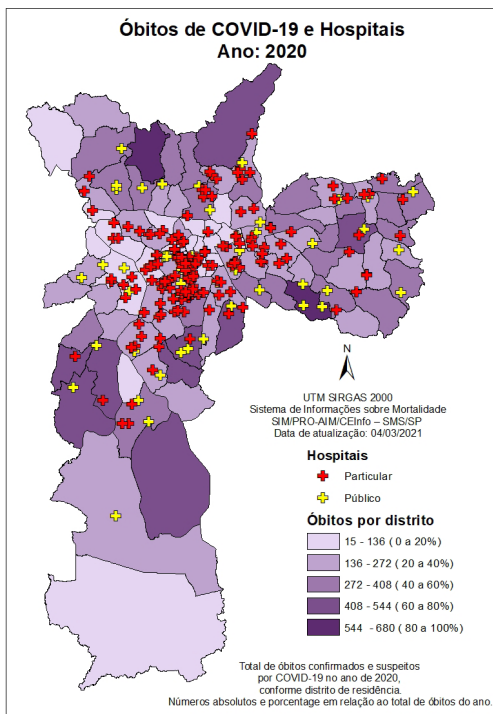 Óbitos de COVID-19 e Hospitais
Ano: 2020
N
UTM SIRGAS 2000
Sistema de Informações sobre Mortalidade
SIM/PRO-AIM/CEInfo – SMS/SP
Data de atualização: 04/03/2021
Hospitais
Particular
Público
Óbitos por distrito
15 - 136 ( 0 a 20%)
136 - 272 ( 20 a 40%)
272 - 408 ( 40 a 60%)
408 - 544 ( 60 a 80%)
544 - 680 ( 80 a 100%)
Total de óbitos confirmados e suspeitos
por COVID-19 no ano de 2020,
conforme distrito de residência.
Números absolutos e porcentage em relação ao total de óbitos do ano.